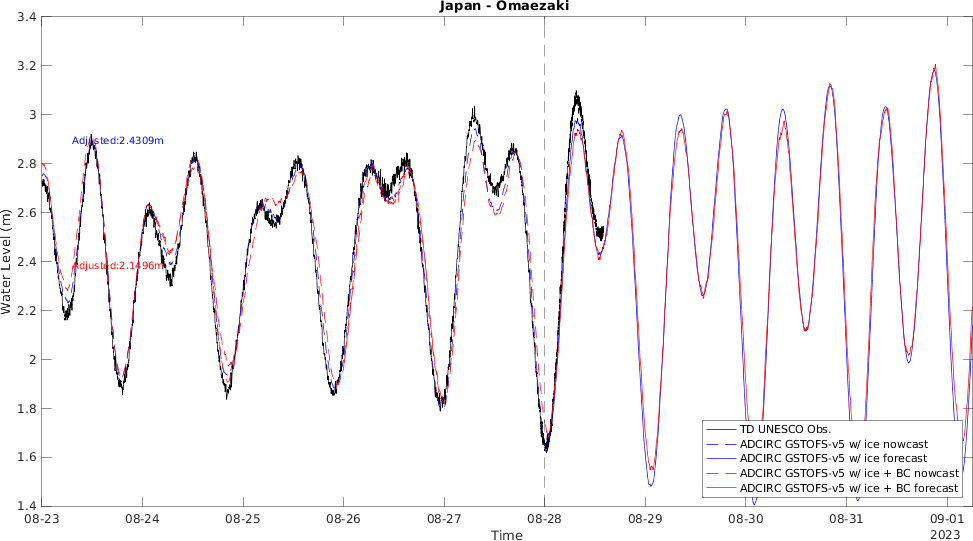 Japan - Omaezaki
3.4
3.2
3
2.8
2.6
2.4
2.2
2
1.8
1.6
1.4
Water Level (m)
Adjusted:2.4309m
Adjusted:2.1496m
TD UNESCO Obs.
ADCIRC GSTOFS-v5 w/ ice nowcast
ADCIRC GSTOFS-v5 w/ ice forecast
ADCIRC GSTOFS-v5 w/ ice + BC nowcast
ADCIRC GSTOFS-v5 w/ ice + BC forecast
08-23 08-24 08-25 08-26 08-27 08-28 08-29 08-30 08-31 09-01
2023
Time